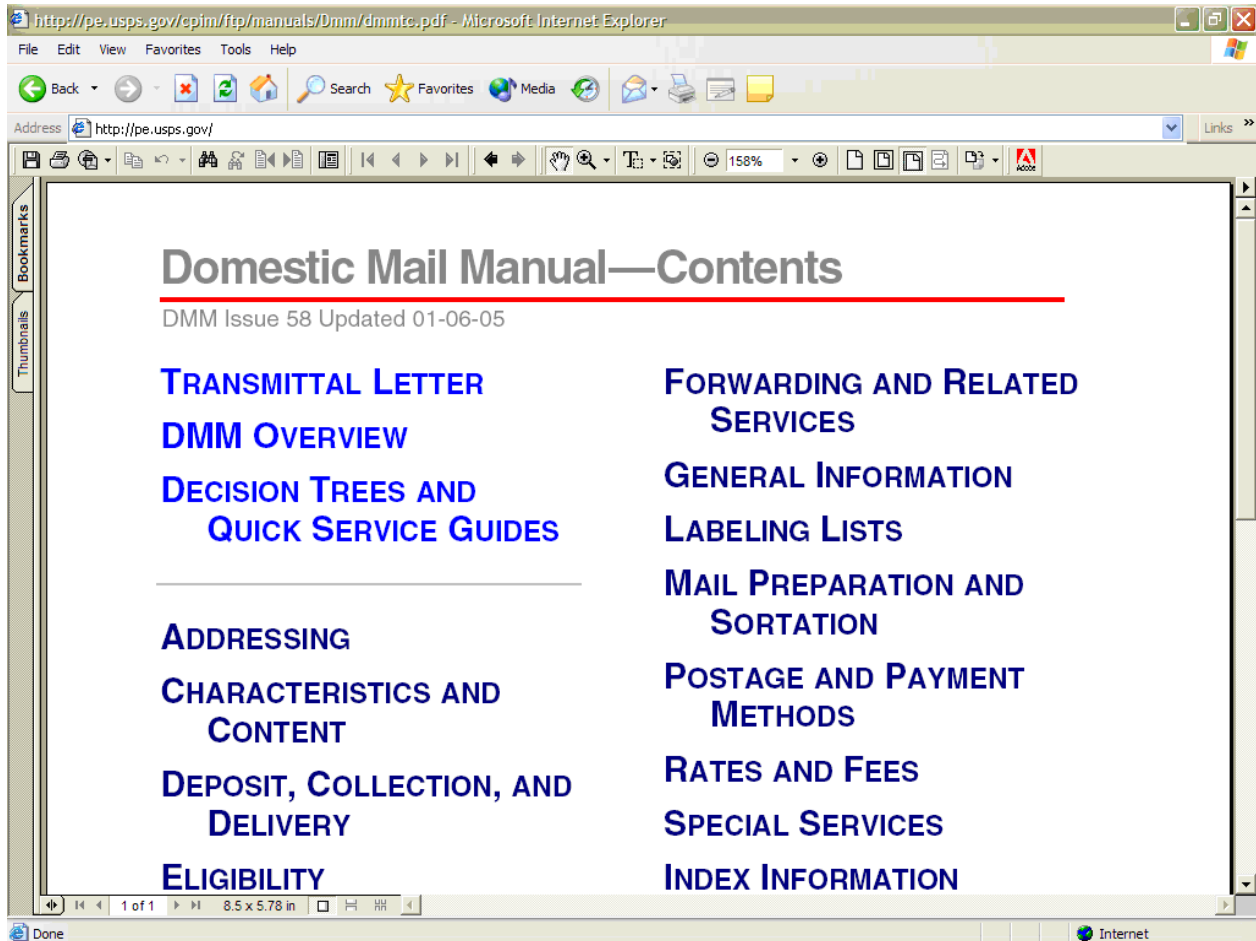 http://pe.usps.gov/cpim/ftp/manuals/Dmm/dmmtc.pdf - Microsoft Internet Explorer
File Edit View Favorites Tools Help
Back Search Favorites Media
Address http://pe.usps.gov/ Links »
158% Adobe
Bookmarks
Thumbnails
Domestic Mail Manual—Contents
DMM Issue 58 Updated 01-06-05
TRANSMITTAL LETTER
DMM OVERVIEW
DECISION TREES AND
QUICK SERVICE GUIDES
ADDRESSING
CHARACTERISTICS AND
CONTENT
DEPOSIT, COLLECTION, AND
DELIVERY
ELIGIBILITY
FORWARDING AND RELATED
SERVICES
GENERAL INFORMATION
LABELING LISTS
MAIL PREPARATION AND
SORTATION
POSTAGE AND PAYMENT
METHODS
RATES AND FEES
SPECIAL SERVICES
INDEX INFORMATION
1 of 1 8.5 x 5.78 in
Done Internet